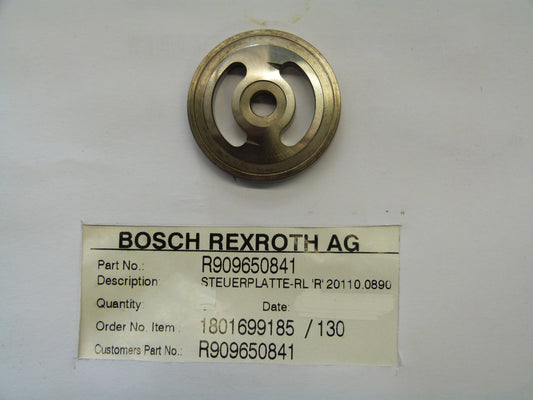 BOSCH REXROTH AG
Part No.: R909650841
Description: STEUERPLATTE-RL 'R' 20110.0890
Quantity: Date:
Order No. Item : 1801699185 / 130
Customers Part No.: R909650841